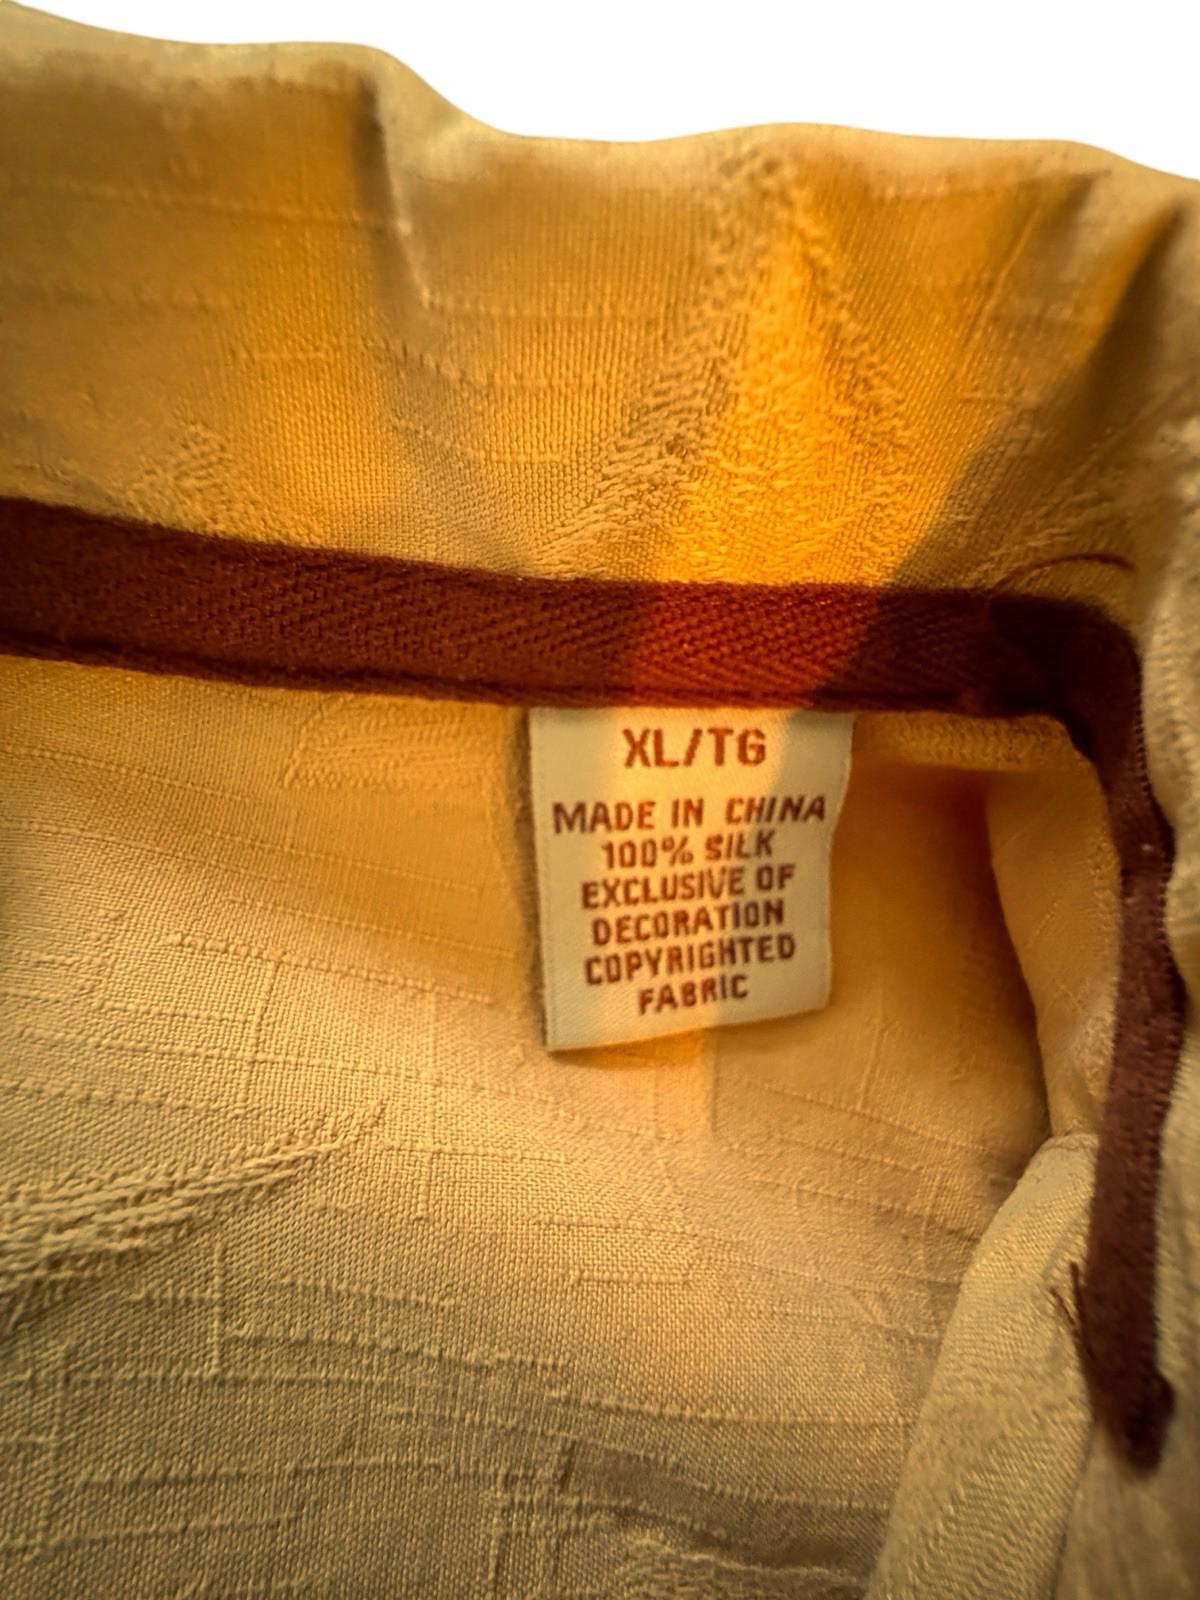 XL/TG
MADE IN CHINA
100% SILK
EXCLUSIVE OF
DECORATION
COPYRIGHTED
FABRIC